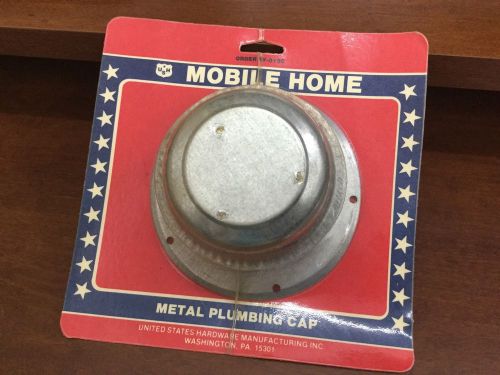 MOBILE HOME
METAL PLUMBING CAP
UNITED STATES HARDWARE MANUFACTURING INC.
WASHINGTON, PA. 15301